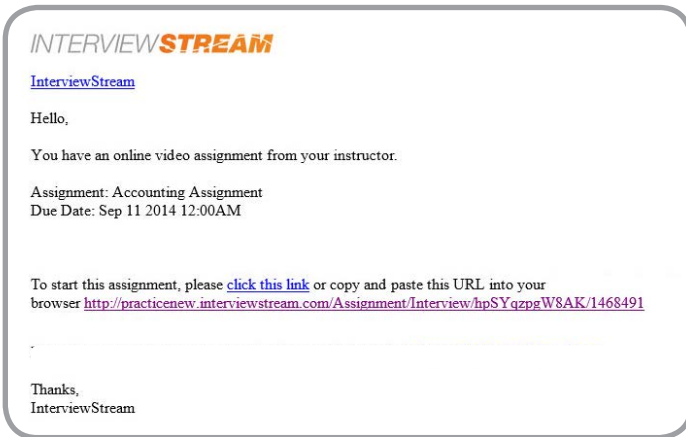 INTERVIEWSTREAM
InterviewStream
Hello,
You have an online video assignment from your instructor.
Assignment: Accounting Assignment
Due Date: Sep 11 2014 12:00AM
To start this assignment, please click this link or copy and paste this URL into your
browser http://practicenew.interviewstream.com/Assignment/Interview/hpSYqzpgW8AK/1468491
Thanks,
InterviewStream